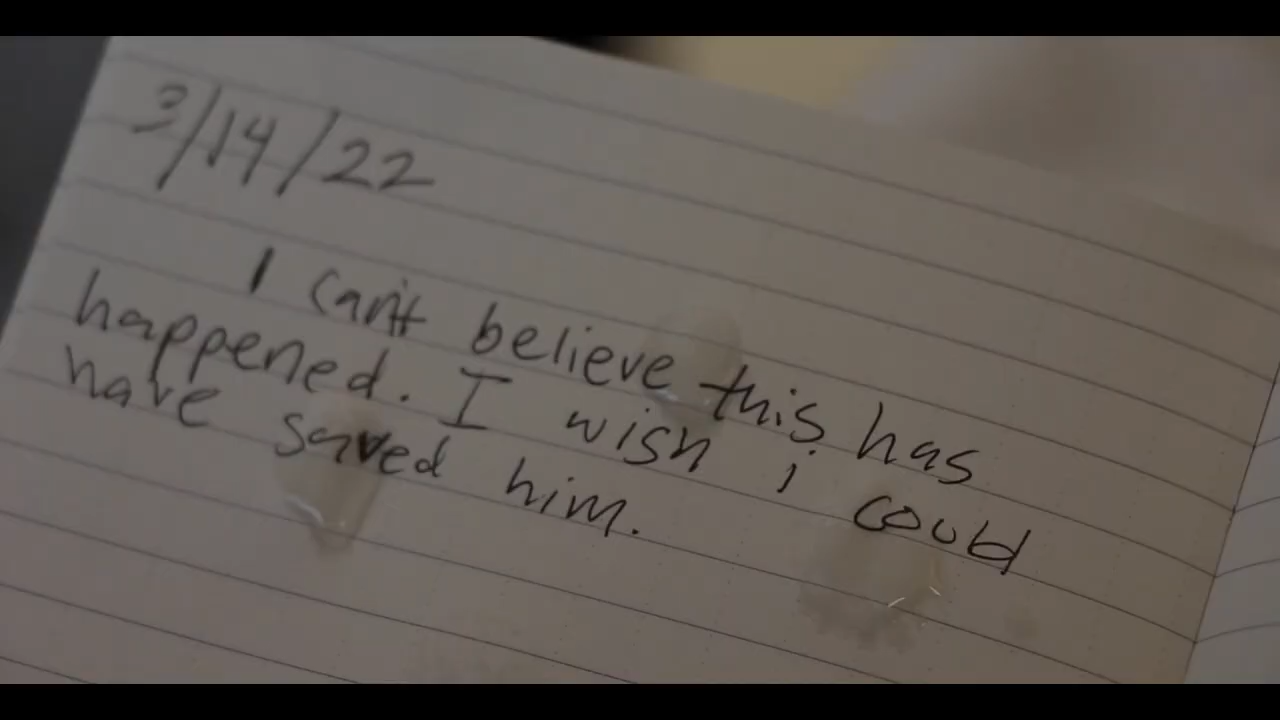 3/14/22
I can't believe this has
happened. I wish i could
have saved him.